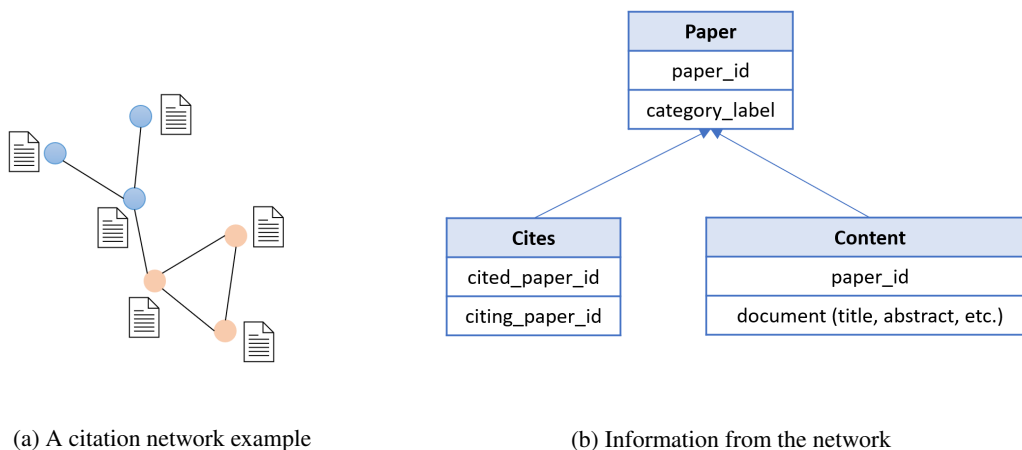 Paper
paper_id
category_label
Cites
cited_paper_id
citing_paper_id
Content
paper_id
document (title, abstract, etc.)
(a) A citation network example
(b) Information from the network